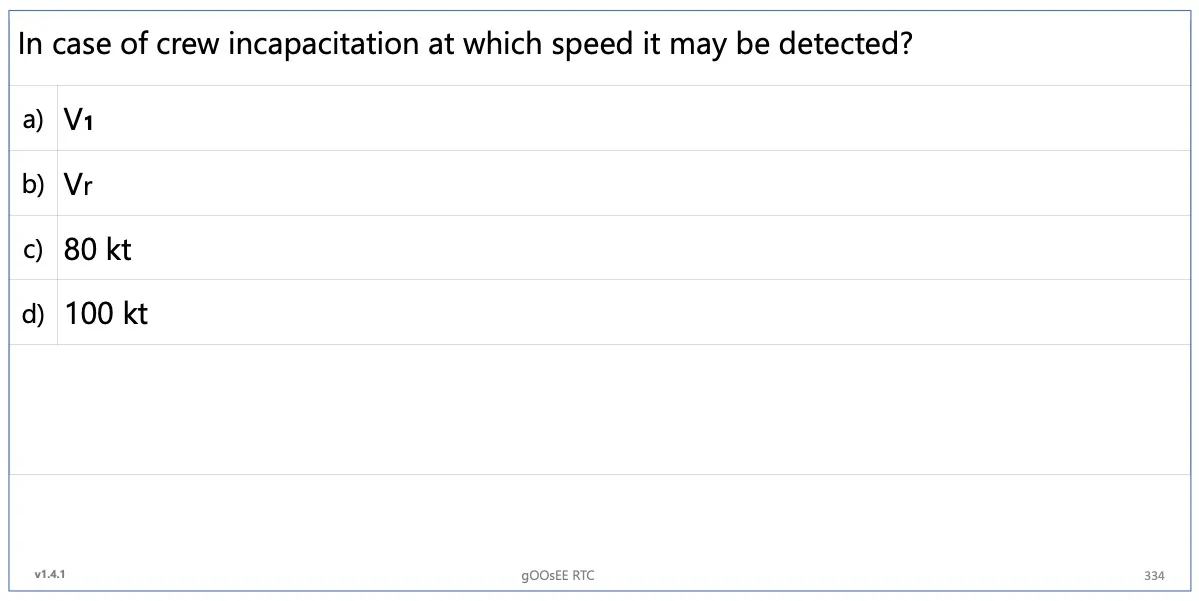 In case of crew incapacitation at which speed it may be detected?
a) V1
b) Vr
c) 80 kt
d) 100 kt
v1.4.1 gOOsEE RTC 334